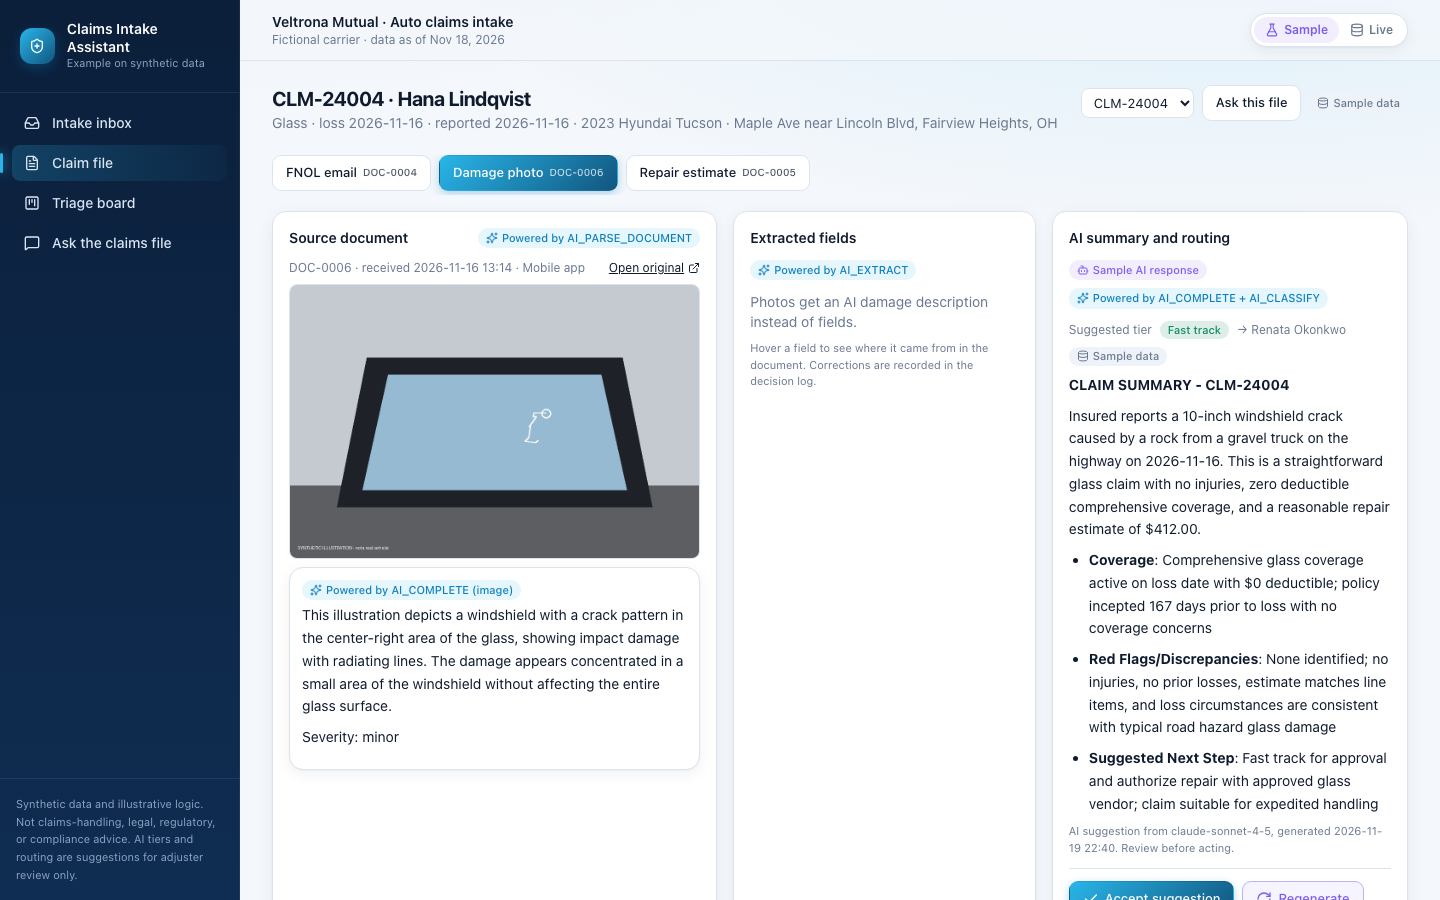 Claims Intake
Assistant
Example on synthetic data
Intake inbox
Claim file
Triage board
Ask the claims file
Synthetic data and illustrative logic.
Not claims-handling, legal, regulatory,
or compliance advice. AI tiers and
routing are suggestions for adjuster
review only.
Veltrona Mutual · Auto claims intake
Fictional carrier · data as of Nov 18, 2026
Sample
Live
CLM-24004 · Hana Lindqvist
Glass · loss 2026-11-16 · reported 2026-11-16 · 2023 Hyundai Tucson · Maple Ave near Lincoln Blvd, Fairview Heights, OH
CLM-24004
Ask this file
Sample data
FNOL email DOC-0004
Damage photo DOC-0006
Repair estimate DOC-0005
Source document
Powered by AI_PARSE_DOCUMENT
DOC-0006 · received 2026-11-16 13:14 · Mobile app
Open original
Powered by AI_COMPLETE (image)
This illustration depicts a windshield with a crack pattern in
the center-right area of the glass, showing impact damage
with radiating lines. The damage appears concentrated in a
small area of the windshield without affecting the entire
glass surface.
Severity: minor
Extracted fields
Powered by AI_EXTRACT
Photos get an AI damage description
instead of fields.
Hover a field to see where it came from in the
document. Corrections are recorded in the
decision log.
AI summary and routing
Sample AI response
Powered by AI_COMPLETE + AI_CLASSIFY
Suggested tier Fast track → Renata Okonkwo
Sample data
CLAIM SUMMARY - CLM-24004
Insured reports a 10-inch windshield crack
caused by a rock from a gravel truck on the
highway on 2026-11-16. This is a straightforward
glass claim with no injuries, zero deductible
comprehensive coverage, and a reasonable repair
estimate of $412.00.
• Coverage: Comprehensive glass coverage
active on loss date with $0 deductible; policy
incepted 167 days prior to loss with no
coverage concerns
• Red Flags/Discrepancies: None identified; no
injuries, no prior losses, estimate matches line
items, and loss circumstances are consistent
with typical road hazard glass damage
• Suggested Next Step: Fast track for approval
and authorize repair with approved glass
vendor; claim suitable for expedited handling
AI suggestion from claude-sonnet-4-5, generated 2026-11-
19 22:40. Review before acting.
Accept suggestion
Regenerate